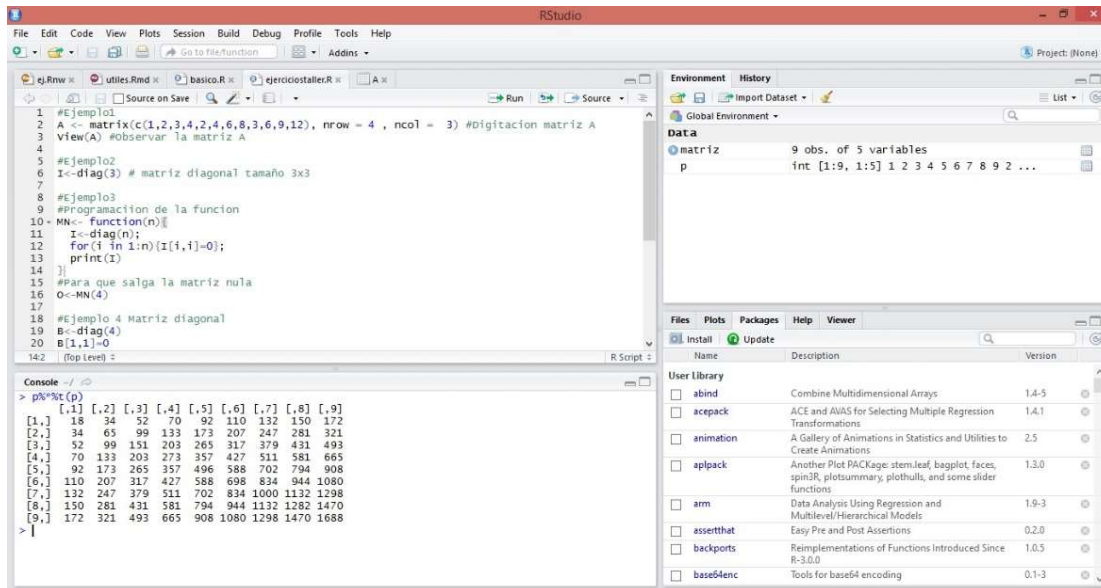 RStudio
File Edit Code View Plots Session Build Debug Profile Tools Help
Go to file/function Addins
Project: (None)
ej.Rnw utiles.Rmd basico.R ejerciciostaller.R A
Source on Save Run Source
1 #Ejemplo1
2 A <- matrix(c(1,2,3,4,2,4,6,8,3,6,9,12), nrow = 4 , ncol = 3) #Digitacion matriz A
3 View(A) #Observar la matriz A
4
5 #Ejemplo2
6 I<-diag(3) # matriz diagonal tamaño 3x3
7
8 #Ejemplo3
9 #Programaciion de la funcion
10 MN<- function(n){
11 I<-diag(n);
12 for(i in 1:n){I[i,i]=0};
13 print(I)
14 }
15 #Para que salga la matriz nula
16 O<-MN(4)
17
18 #Ejemplo 4 Matriz diagonal
19 B<-diag(4)
20 B[1,1]=0
14:2 (Top Level) R Script
Console ~/
> p%*%t(p)
[,1] [,2] [,3] [,4] [,5] [,6] [,7] [,8] [,9]
[1,] 18 34 52 70 92 110 132 150 172
[2,] 34 65 99 133 173 207 247 281 321
[3,] 52 99 151 203 265 317 379 431 493
[4,] 70 133 203 273 357 427 511 581 665
[5,] 92 173 265 357 496 588 702 794 908
[6,] 110 207 317 427 588 698 834 944 1080
[7,] 132 247 379 511 702 834 1000 1132 1298
[8,] 150 281 431 581 794 944 1132 1282 1470
[9,] 172 321 493 665 908 1080 1298 1470 1688
>
Environment History
Import Dataset List
Global Environment
Data
matriz 9 obs. of 5 variables
p int [1:9, 1:5] 1 2 3 4 5 6 7 8 9 2 ...
Files Plots Packages Help Viewer
Install Update
Name Description Version
User Library
abind Combine Multidimensional Arrays 1.4-5
acepack ACE and AVAS for Selecting Multiple Regression 1.4.1
Transformations
animation A Gallery of Animations in Statistics and Utilities to 2.5
Create Animations
aplpack Another Plot PACKage: stem.leaf, bagplot, faces, 1.3.0
spin3R, plotsummary, plothulls, and some slider
functions
arm Data Analysis Using Regression and 1.9-3
Multilevel/Hierarchical Models
assertthat Easy Pre and Post Assertions 0.2.0
backports Reimplementations of Functions Introduced Since 1.0.5
R-3.0.0
base64enc Tools for base64 encoding 0.1-3